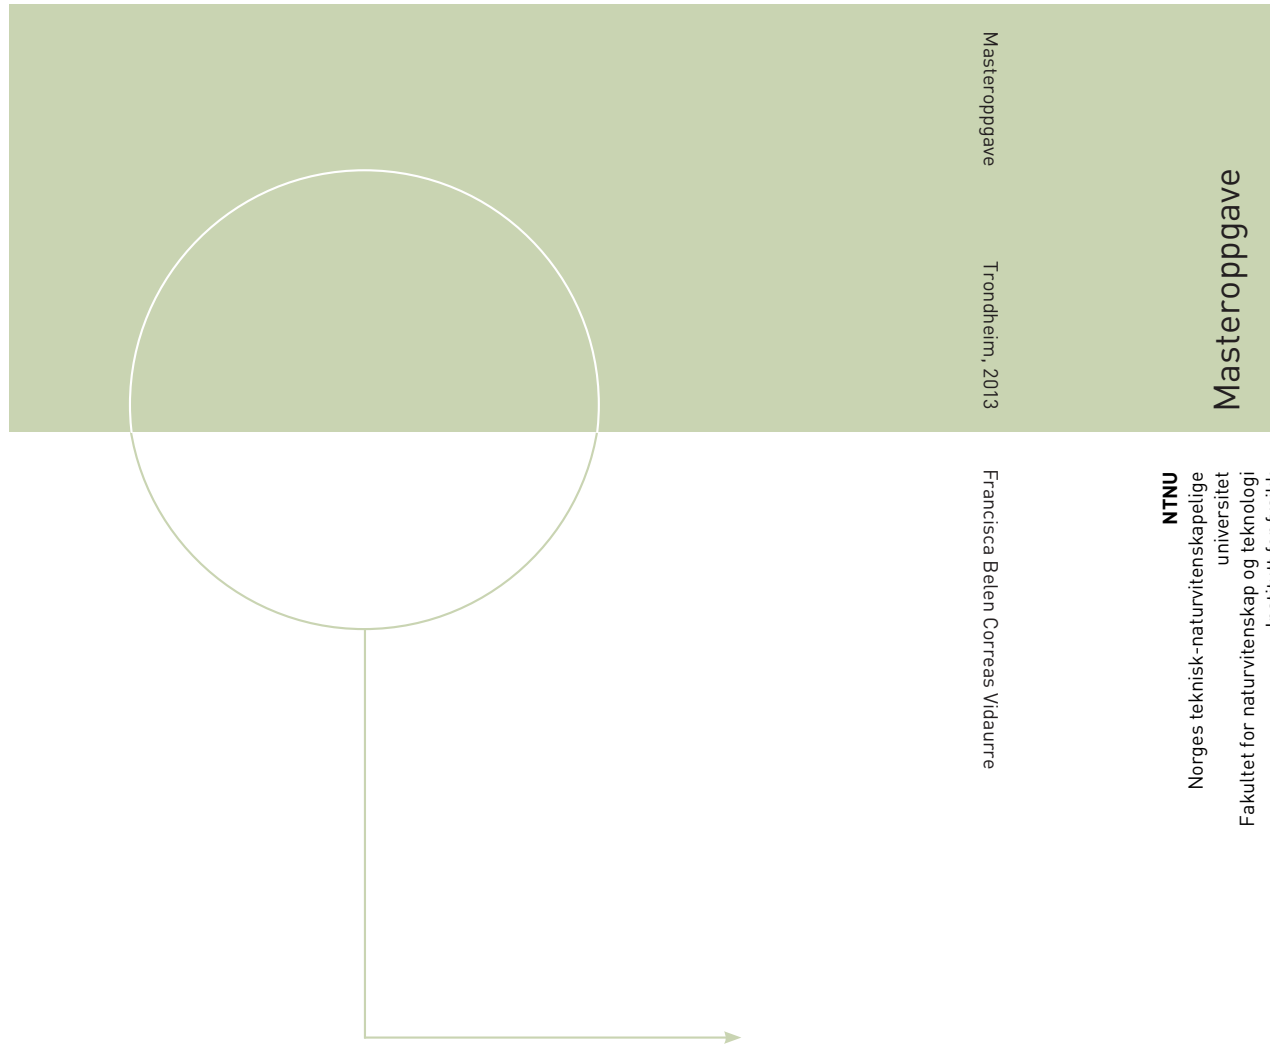 Masteroppgave
Trondheim, 2013
Francisca Belen Correas Vidaurre
Masteroppgave
NTNU
Norges teknisk-naturvitenskapelige
universitet
Fakultet for naturvitenskap og teknologi